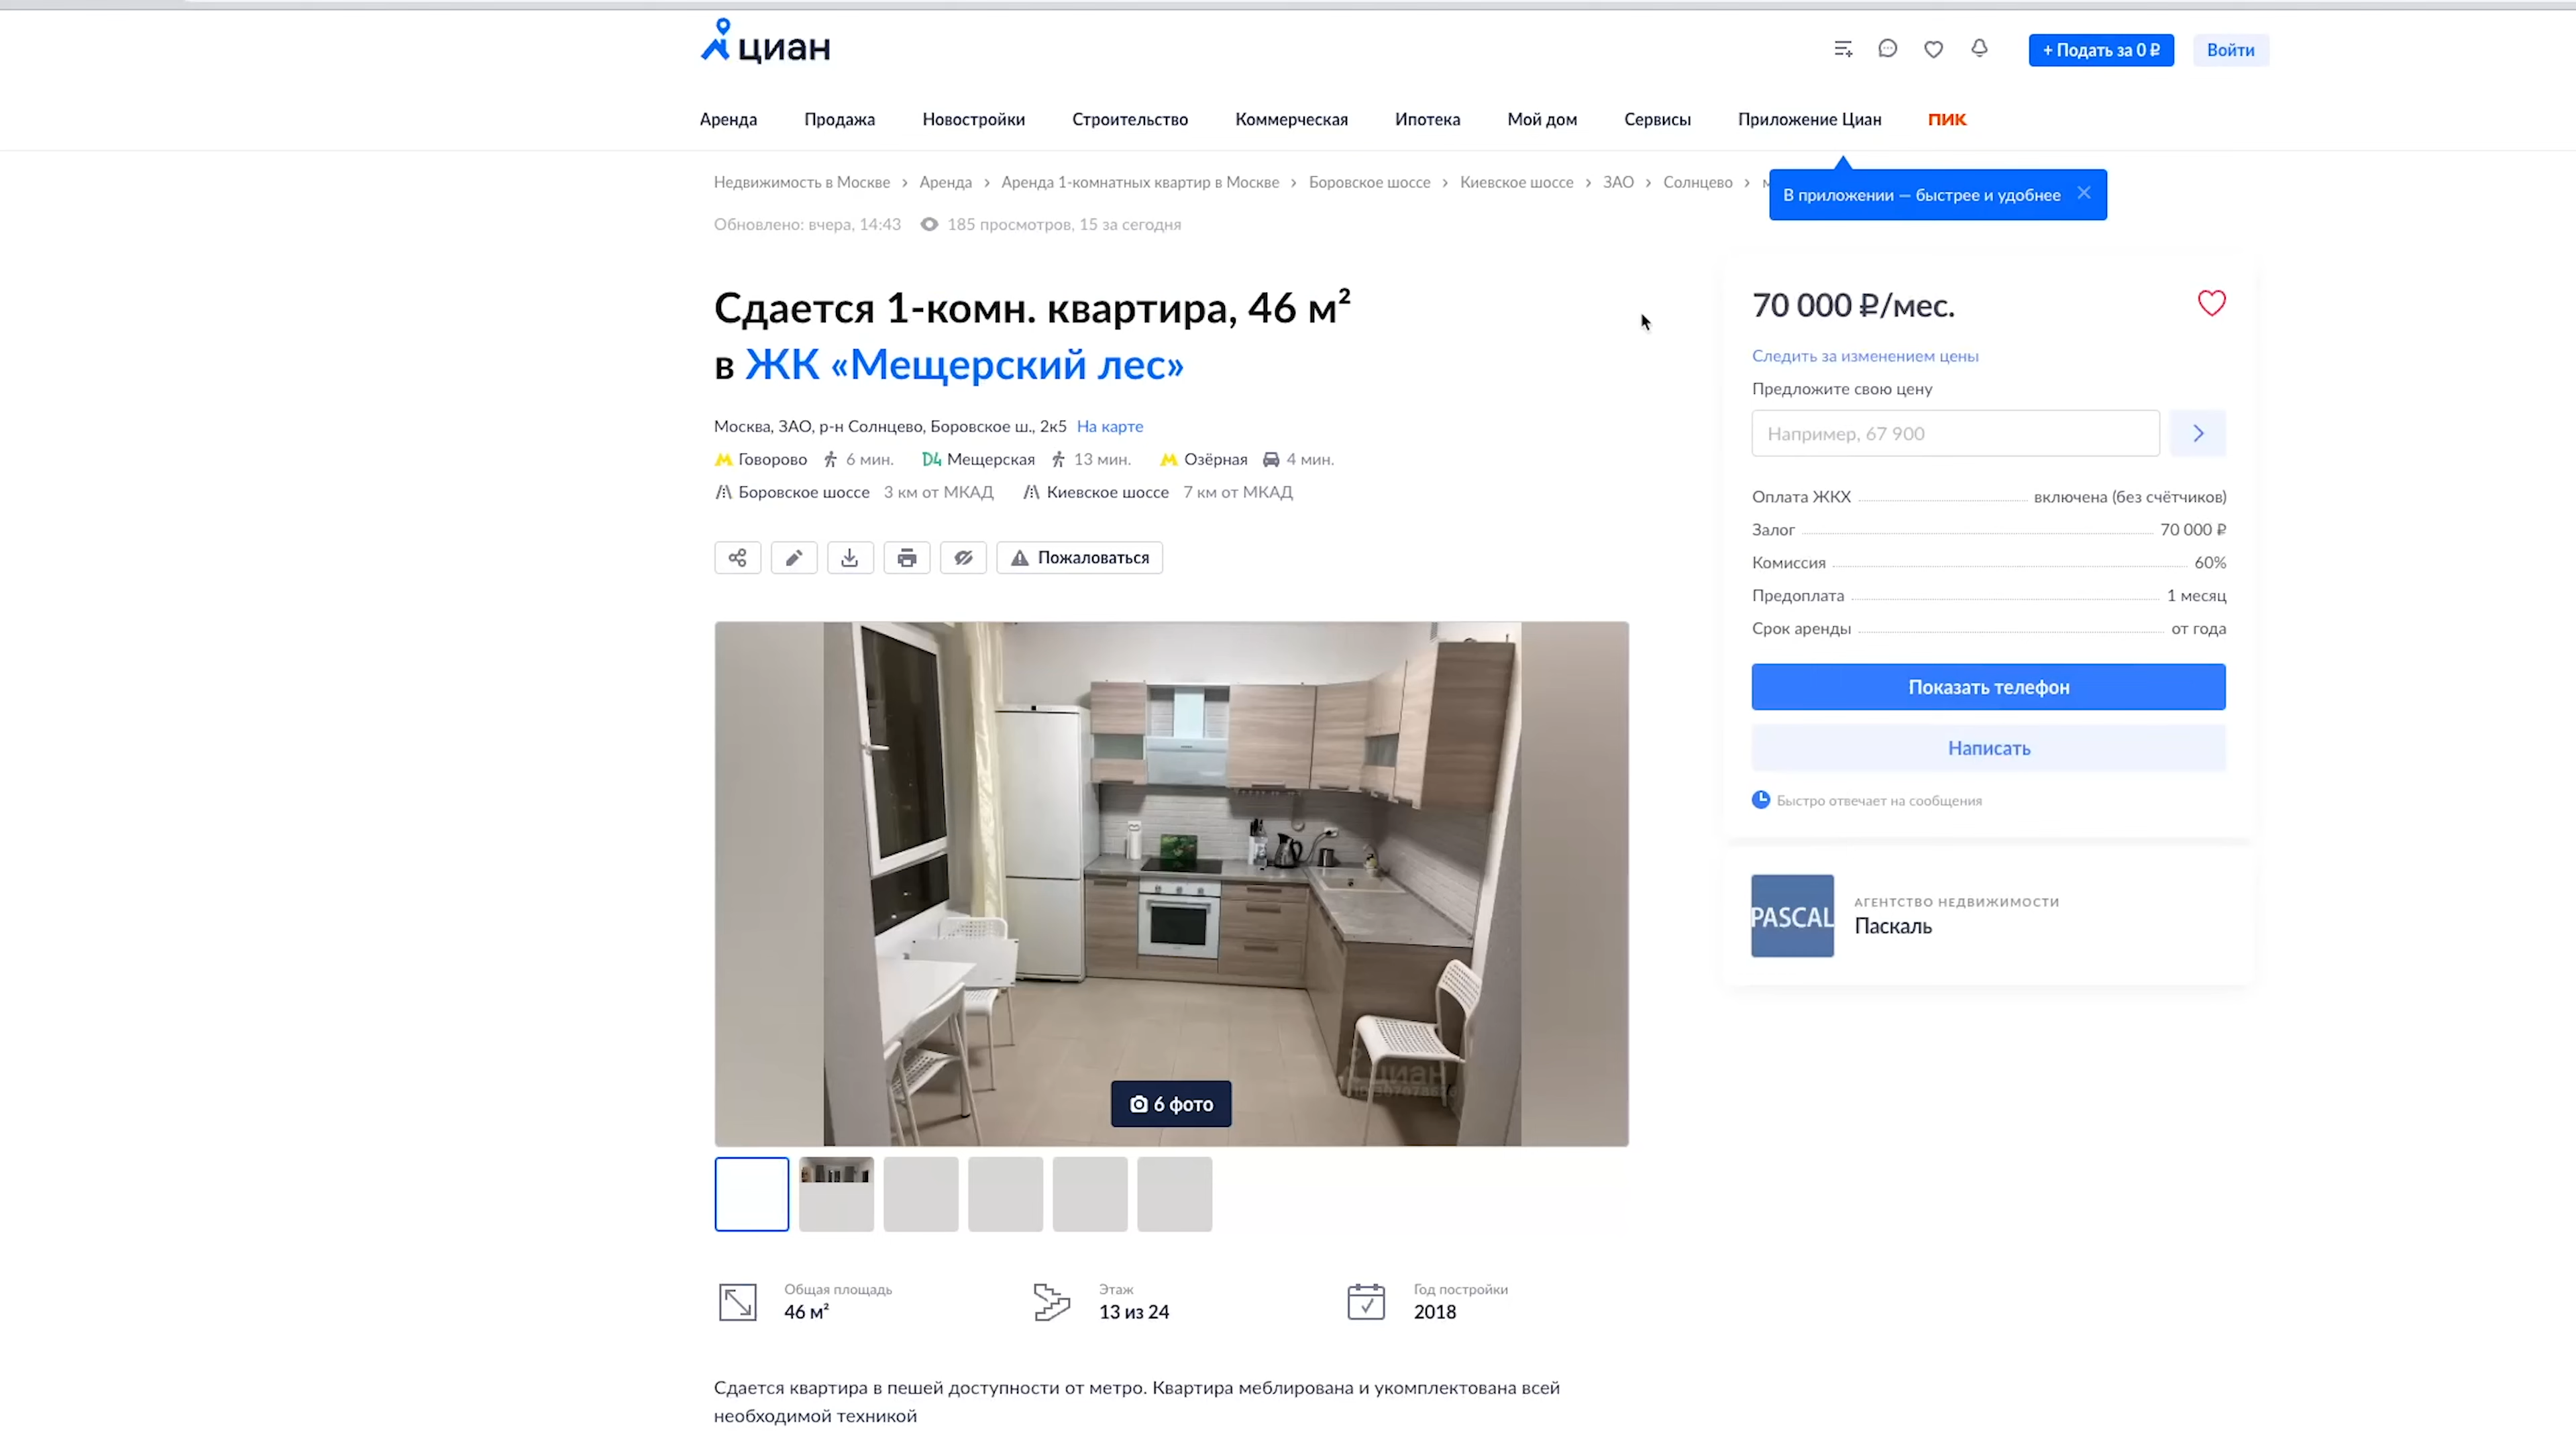 циан
+ Подать за 0 ₽
Войти
Аренда
Продажа
Новостройки
Строительство
Коммерческая
Ипотека
Мой дом
Сервисы
Приложение Циан
ПИК
Недвижимость в Москве › Аренда › Аренда 1-комнатных квартир в Москве › Боровское шоссе › Киевское шоссе › ЗАО › Солнцево ›
В приложении — быстрее и удобнее
Обновлено: вчера, 14:43
185 просмотров, 15 за сегодня
Сдается 1-комн. квартира, 46 м²
в ЖК «Мещерский лес»
Москва, ЗАО, р-н Солнцево, Боровское ш., 2к5 На карте
Говорово 6 мин. D4 Мещерская 13 мин. Озёрная 4 мин.
Боровское шоссе 3 км от МКАД Киевское шоссе 7 км от МКАД
Пожаловаться
6 фото
циан
Общая площадь
46 м²
Этаж
13 из 24
Год постройки
2018
Сдается квартира в пешей доступности от метро. Квартира меблирована и укомплектована всей
необходимой техникой
70 000 ₽/мес.
Следить за изменением цены
Предложите свою цену
Например, 67 900
Оплата ЖКХ включена (без счётчиков)
Залог 70 000 ₽
Комиссия 60%
Предоплата 1 месяц
Срок аренды от года
Показать телефон
Написать
Быстро отвечает на сообщения
PASCAL
АГЕНТСТВО НЕДВИЖИМОСТИ
Паскаль